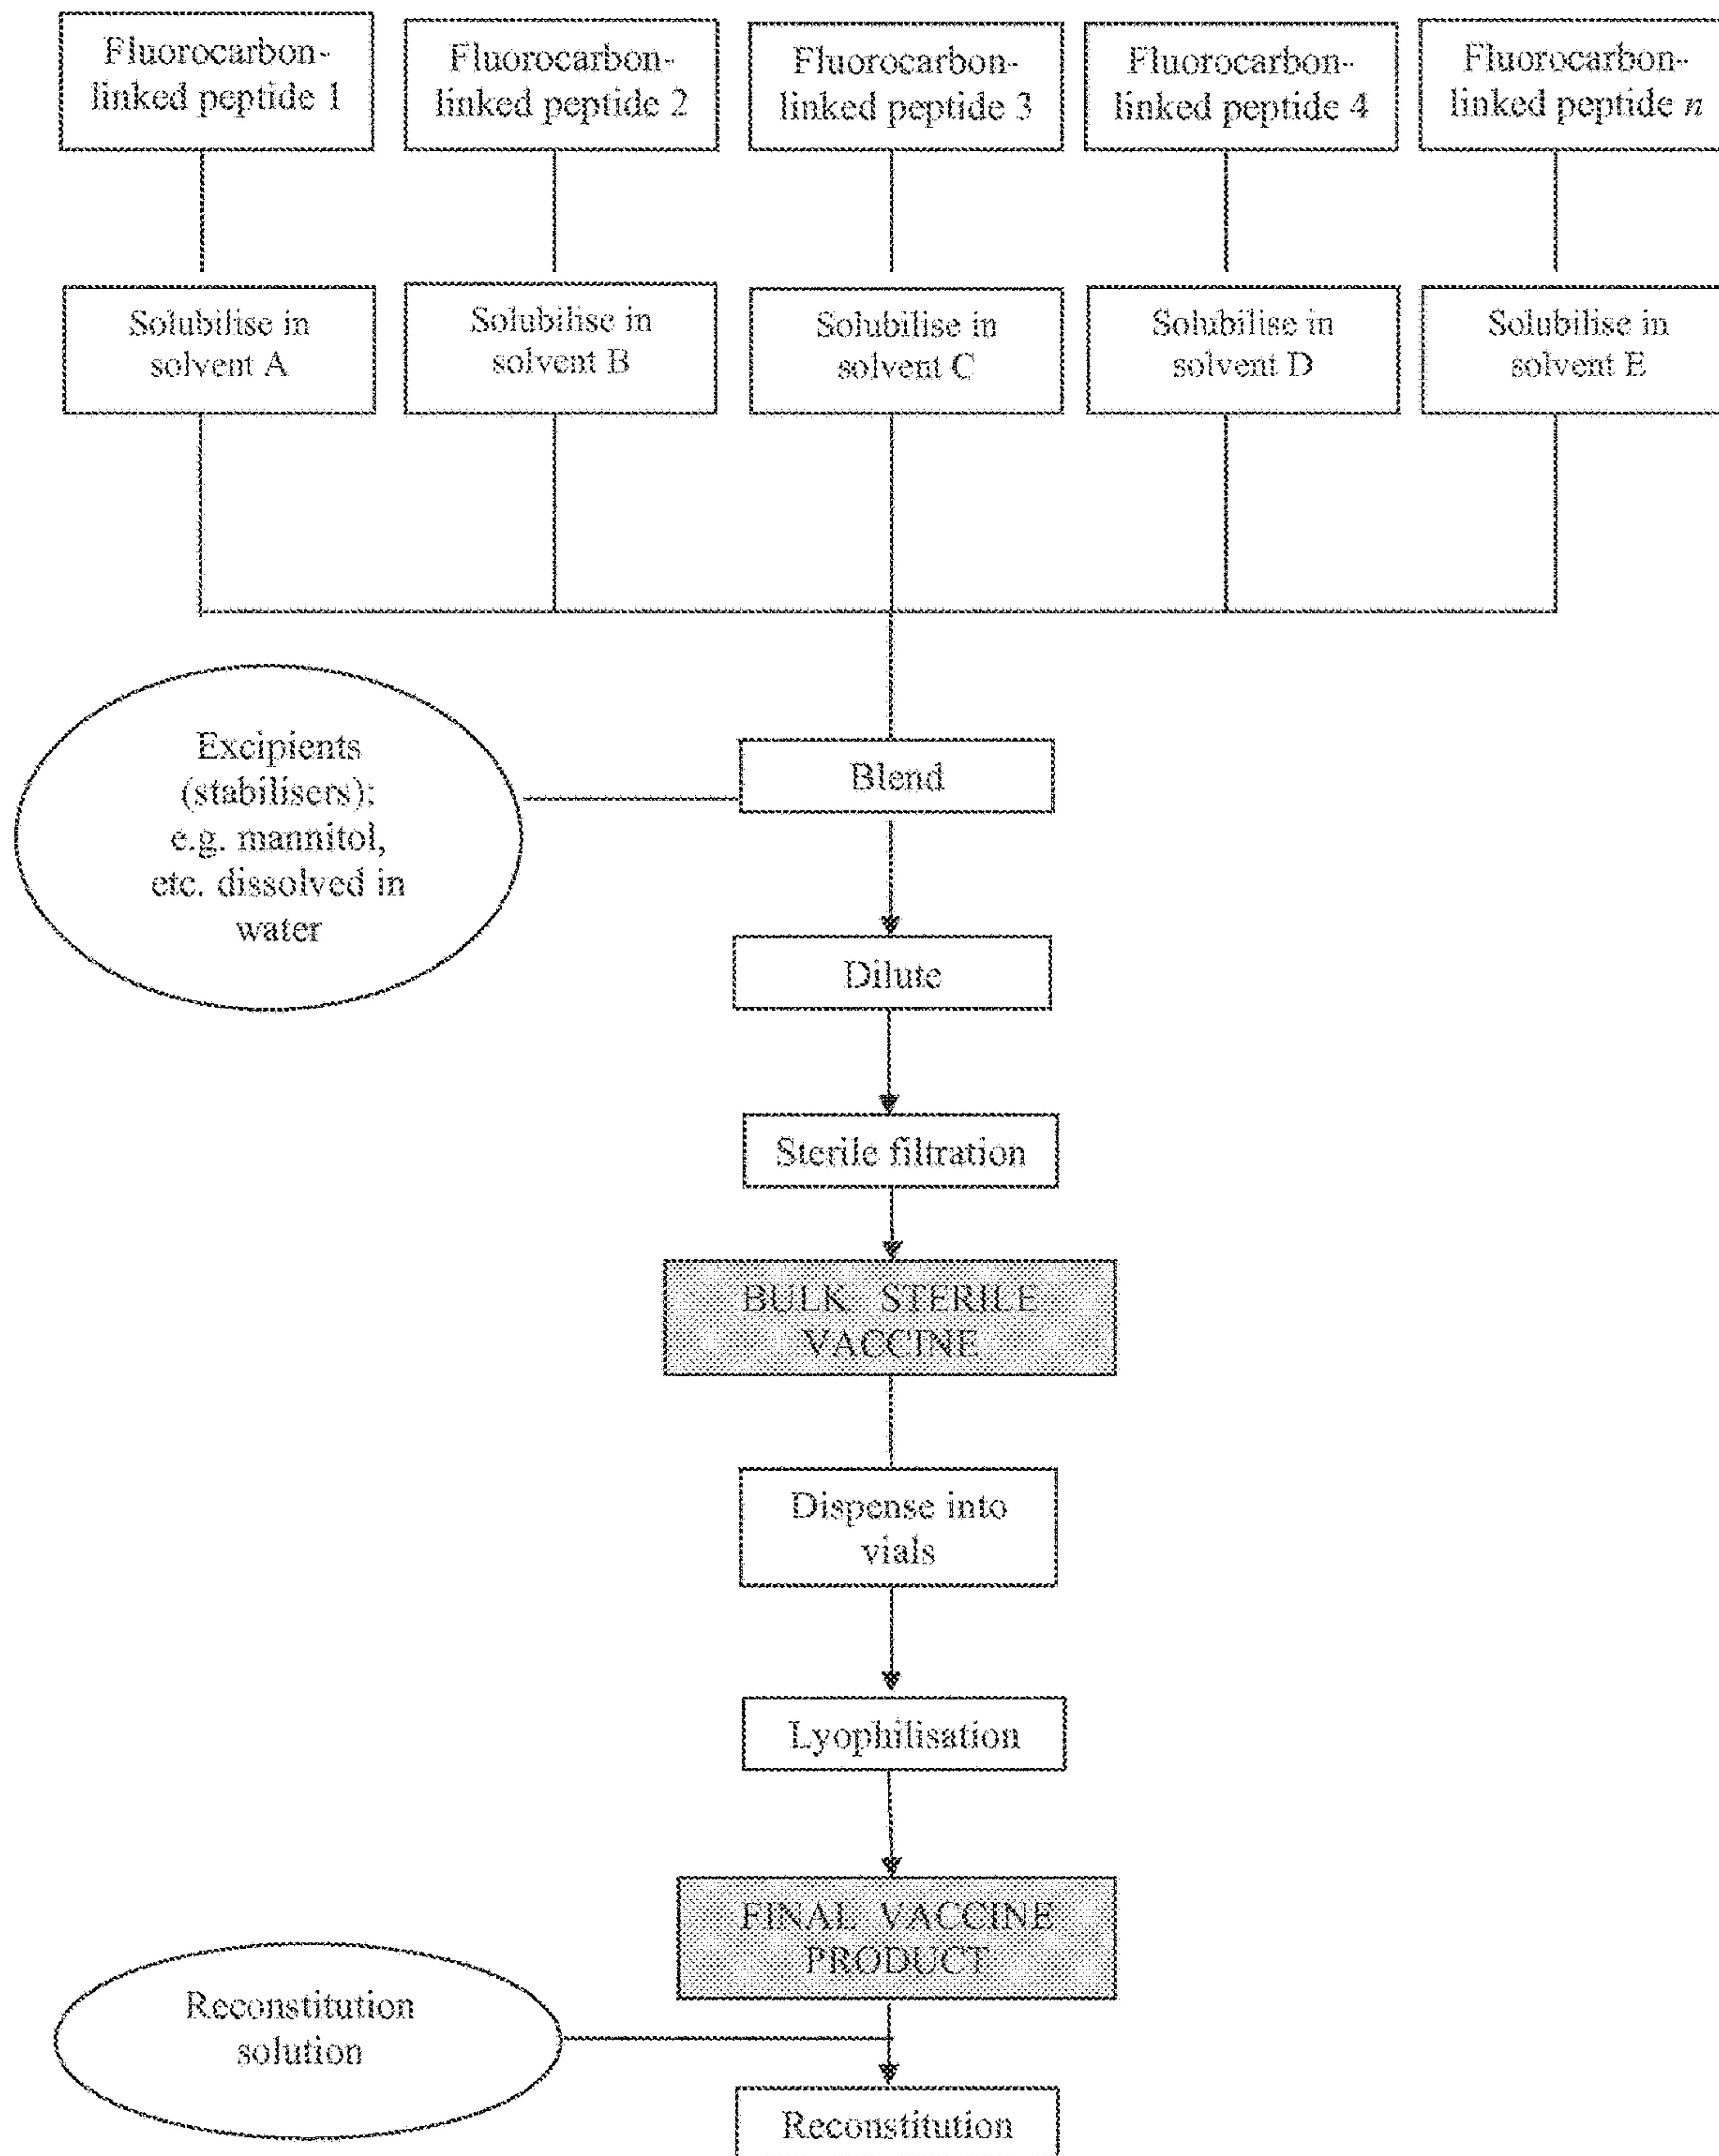 Fluorocarbon-
linked peptide 1
Fluorocarbon-
linked peptide 2
Fluorocarbon-
linked peptide 3
Fluorocarbon-
linked peptide 4
Fluorocarbon-
linked peptide n
Solubilise in
solvent A
Solubilise in
solvent B
Solubilise in
solvent C
Solubilise in
solvent D
Solubilise in
solvent E
Excipients
(stabilisers):
e.g. mannitol,
etc. dissolved in
water
Blend
Dilute
Sterile filtration
BULK STERILE
VACCINE
Dispense into
vials
Lyophilisation
FINAL VACCINE
PRODUCT
Reconstitution
solution
Reconstitution